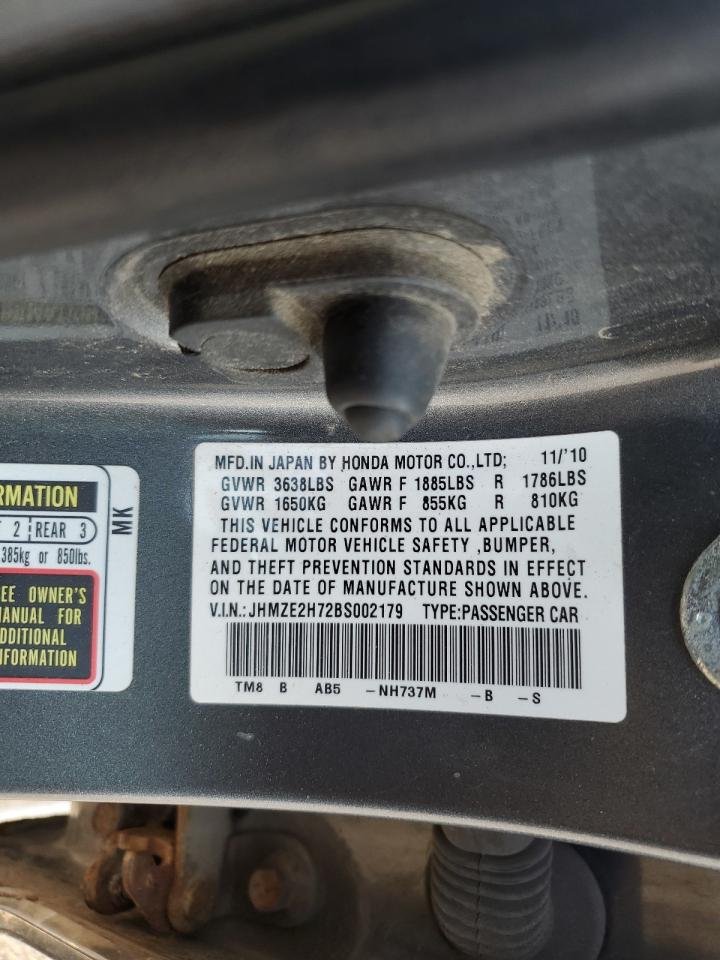 RMATION
2 REAR 3
385kg or 850lbs.
EE OWNER'S
ANUAL FOR
DDITIONAL
NFORMATION
MK
MFD.IN JAPAN BY HONDA MOTOR CO.,LTD; 11/'10
GVWR 3638LBS GAWR F 1885LBS R 1786LBS
GVWR 1650KG GAWR F 855KG R 810KG
THIS VEHICLE CONFORMS TO ALL APPLICABLE
FEDERAL MOTOR VEHICLE SAFETY ,BUMPER,
AND THEFT PREVENTION STANDARDS IN EFFECT
ON THE DATE OF MANUFACTURE SHOWN ABOVE.
V.I.N.:JHMZE2H72BS002179 TYPE:PASSENGER CAR
TM8 B AB5 -NH737M -B -S